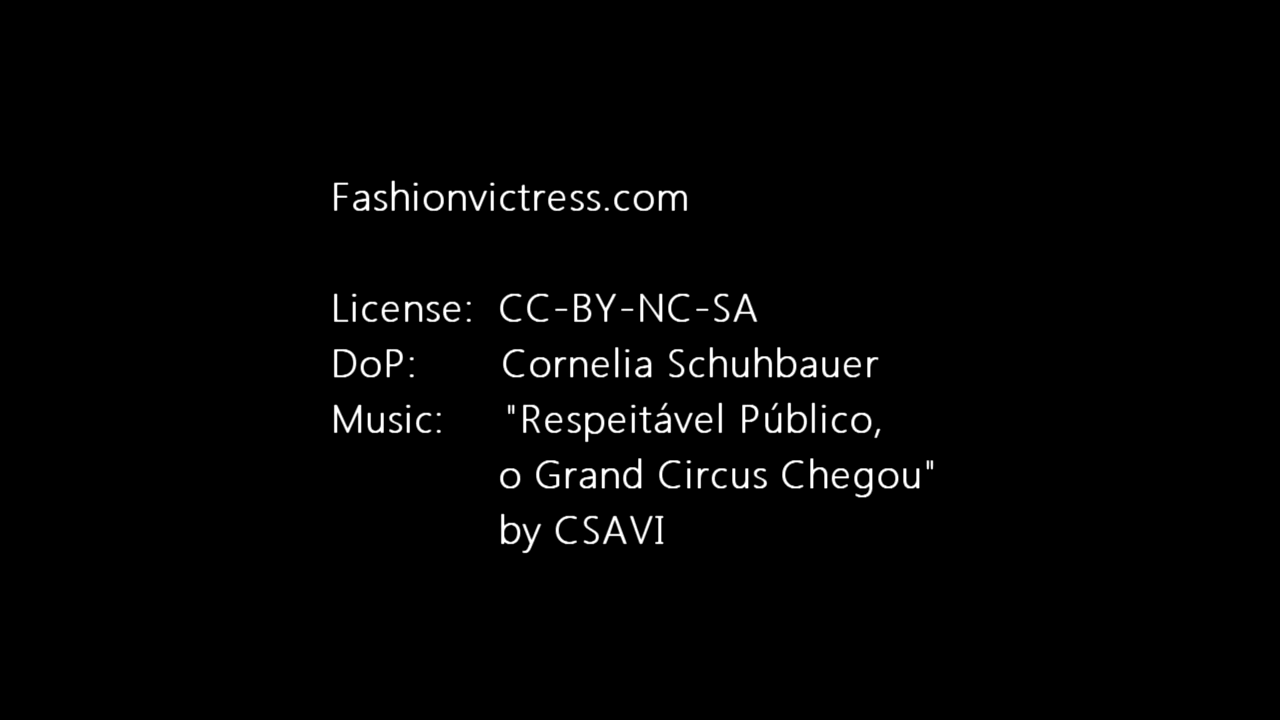 Fashionvictress.com
License: CC-BY-NC-SA
DoP: Cornelia Schuhbauer
Music: "Respeitável Público,
o Grand Circus Chegou"
by CSAVI